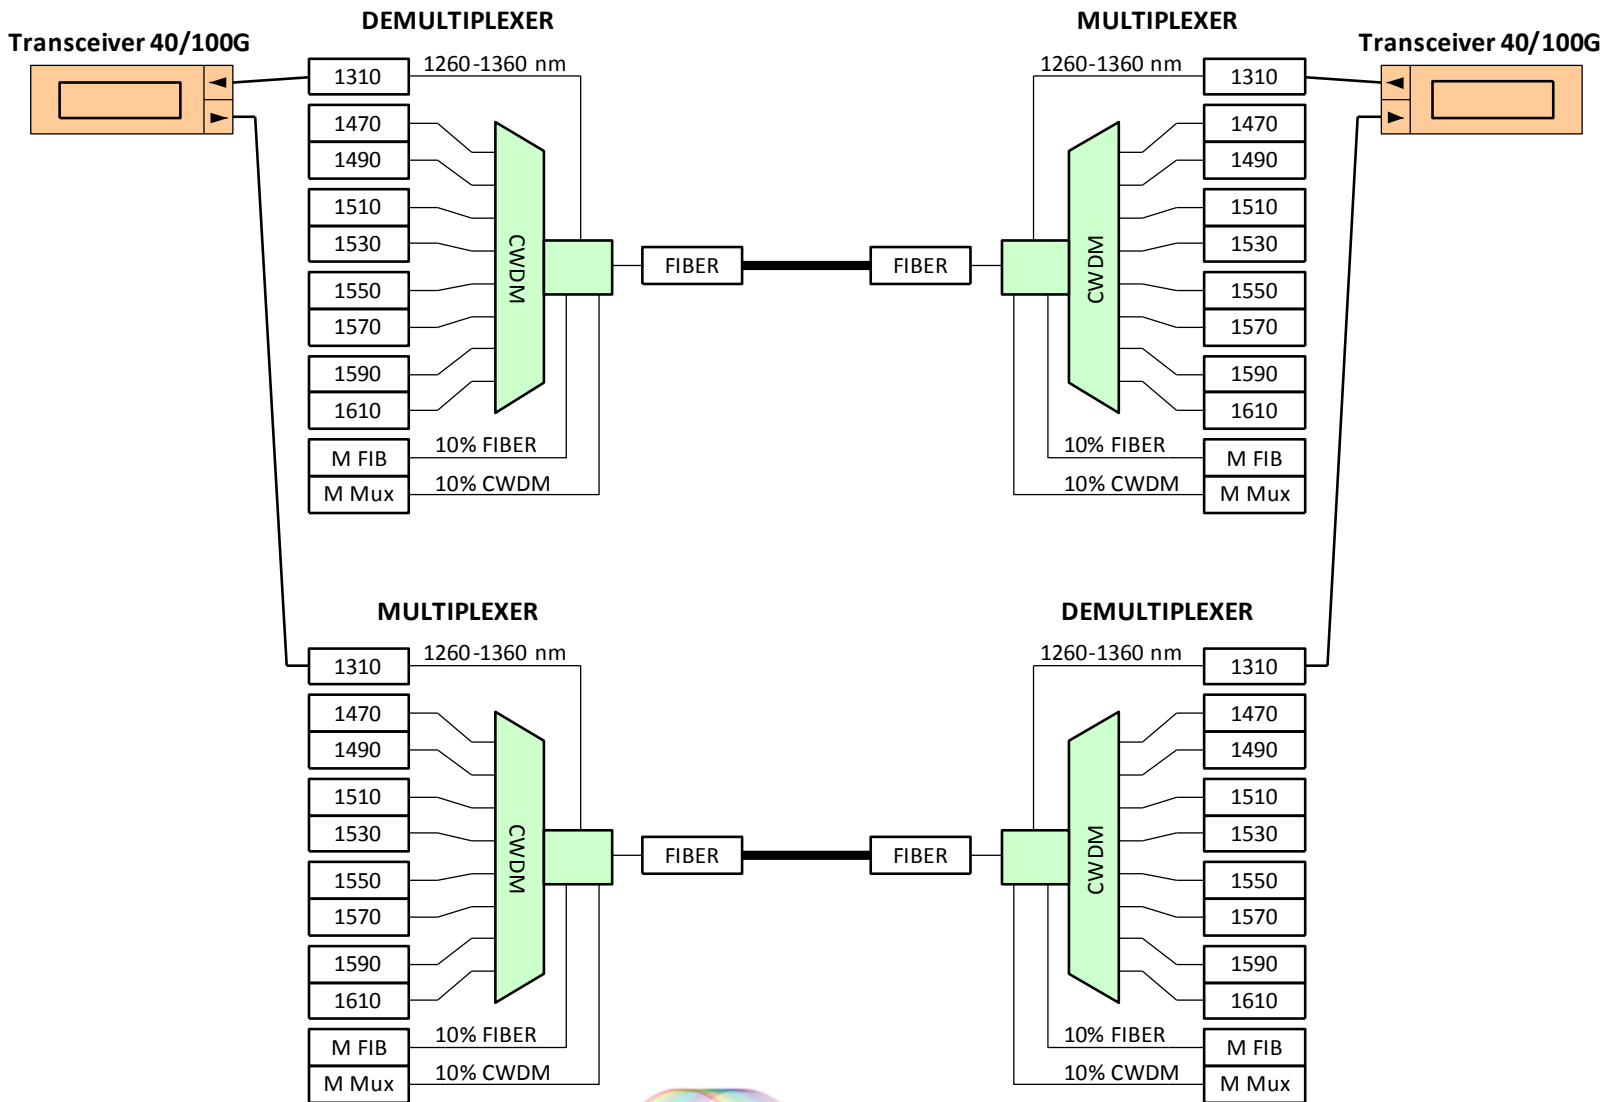 DEMULTIPLEXER
MULTIPLEXER
Transceiver 40/100G
Transceiver 40/100G
1310
1260-1360 nm
1470
1490
1510
1530
1550
1570
1590
1610
M FIB
10% FIBER
M Mux
10% CWDM
CWDM
FIBER
FIBER
CWDM
1260-1360 nm
1310
1470
1490
1510
1530
1550
1570
1590
1610
10% FIBER
M FIB
10% CWDM
M Mux
MULTIPLEXER
DEMULTIPLEXER
1310
1260-1360 nm
1470
1490
1510
1530
1550
1570
1590
1610
M FIB
10% FIBER
M Mux
10% CWDM
CWDM
FIBER
FIBER
CWDM
1260-1360 nm
1310
1470
1490
1510
1530
1550
1570
1590
1610
10% FIBER
M FIB
10% CWDM
M Mux